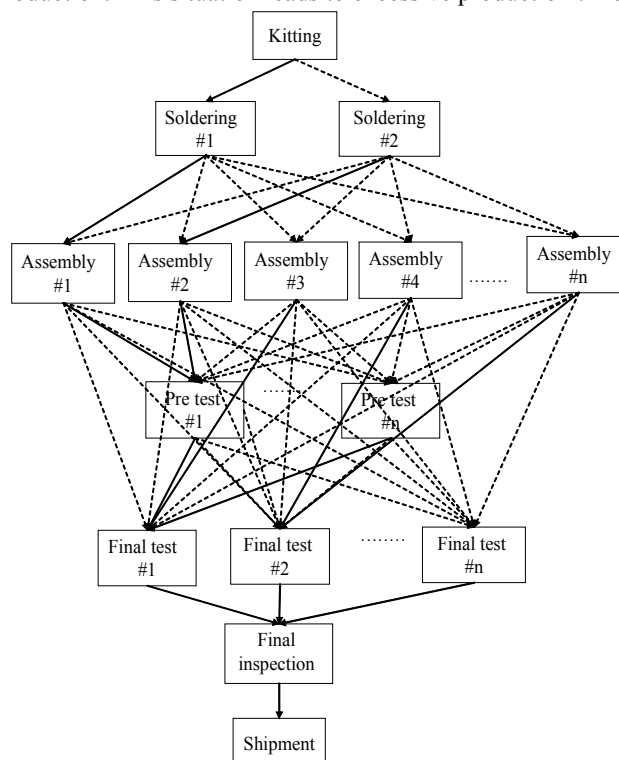 Kitting
Soldering
#1
Soldering
#2
Assembly
#1
Assembly
#2
Assembly
#3
Assembly
#4
........
Assembly
#n
Pre test
#1
........
Pre test
#n
Final test
#1
Final test
#2
........
Final test
#n
Final
inspection
Shipment